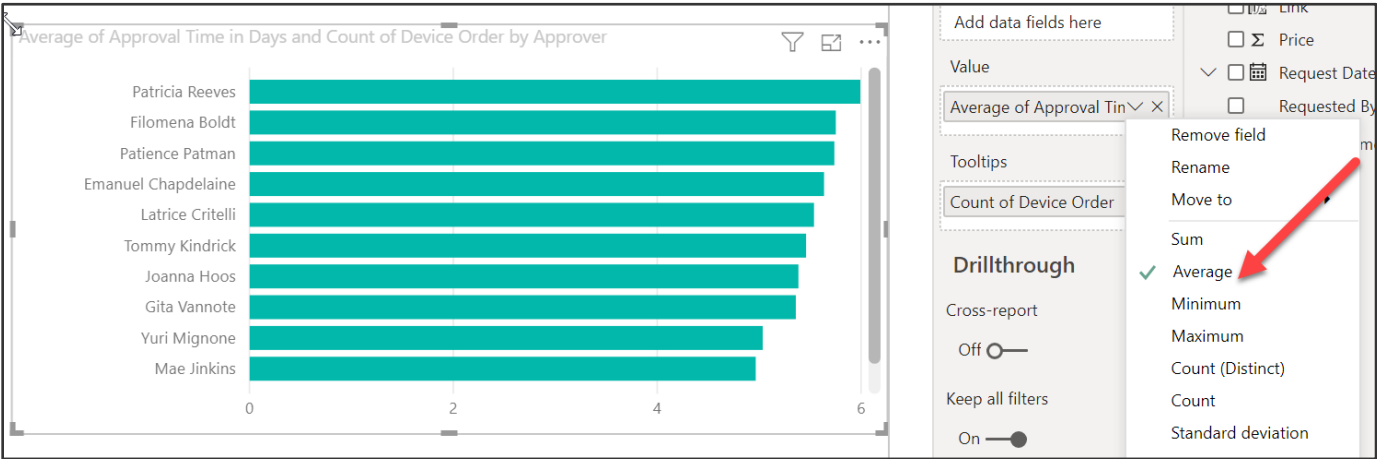 Average of Approval Time in Days and Count of Device Order by Approver
Patricia Reeves
Filomena Boldt
Patience Patman
Emanuel Chapdelaine
Latrice Critelli
Tommy Kindrick
Joanna Hoos
Gita Vannote
Yuri Mignone
Mae Jinkins
0 2 4 6
Add data fields here
Value
Average of Approval Tin
Tooltips
Count of Device Order
Drillthrough
Cross-report
Off
Keep all filters
On
Link
Σ Price
Request Date
Requested By
Remove field
Rename
Move to
Sum
Average
Minimum
Maximum
Count (Distinct)
Count
Standard deviation